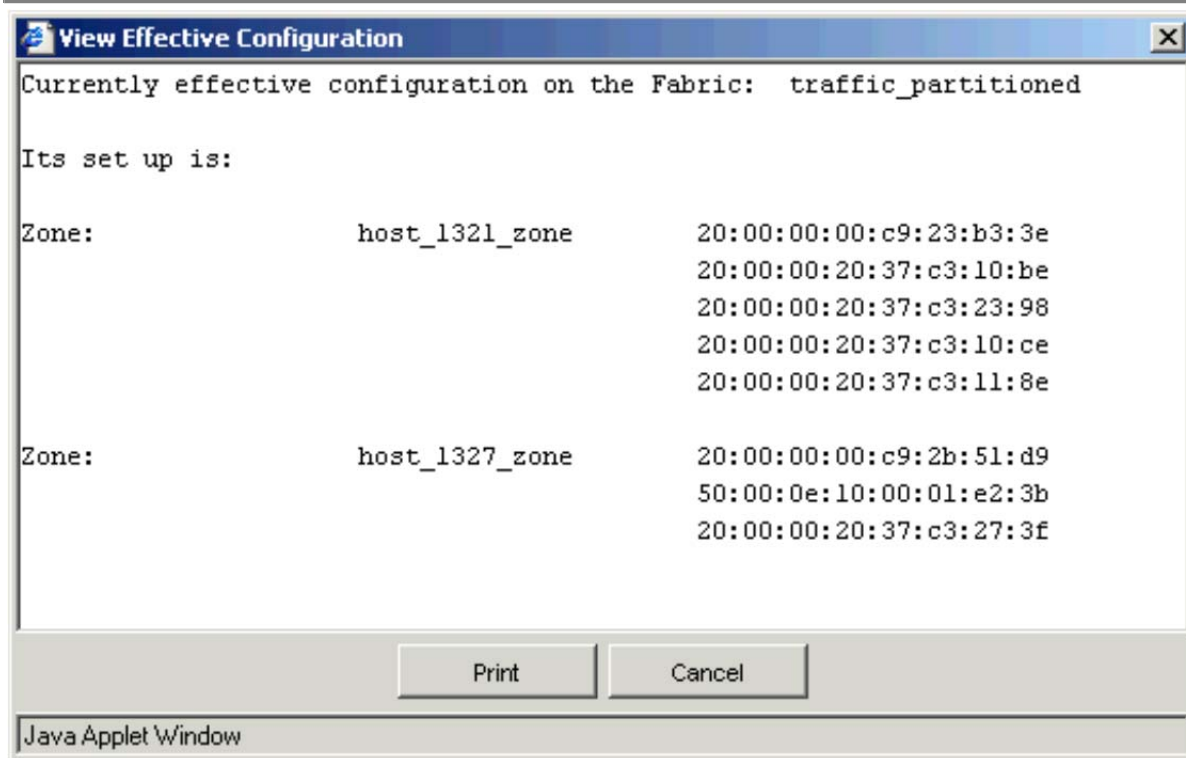 View Effective Configuration
Currently effective configuration on the Fabric: traffic_partitioned
Its set up is:
Zone: host_1321_zone 20:00:00:00:c9:23:b3:3e
20:00:00:20:37:c3:10:be
20:00:00:20:37:c3:23:98
20:00:00:20:37:c3:10:ce
20:00:00:20:37:c3:11:8e
Zone: host_1327_zone 20:00:00:00:c9:2b:51:d9
50:00:0e:10:00:01:e2:3b
20:00:00:20:37:c3:27:3f
Print Cancel
Java Applet Window